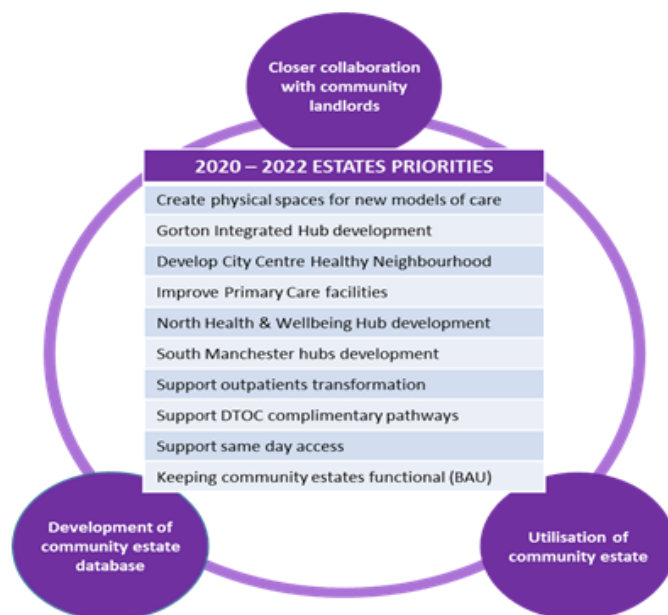 Closer collaboration
with community
landlords
2020 – 2022 ESTATES PRIORITIES
Create physical spaces for new models of care
Gorton Integrated Hub development
Develop City Centre Healthy Neighbourhood
Improve Primary Care facilities
North Health & Wellbeing Hub development
South Manchester hubs development
Support outpatients transformation
Support DTOC complimentary pathways
Support same day access
Keeping community estates functional (BAU)
Development of
community estate
database
Utilisation of
community estate